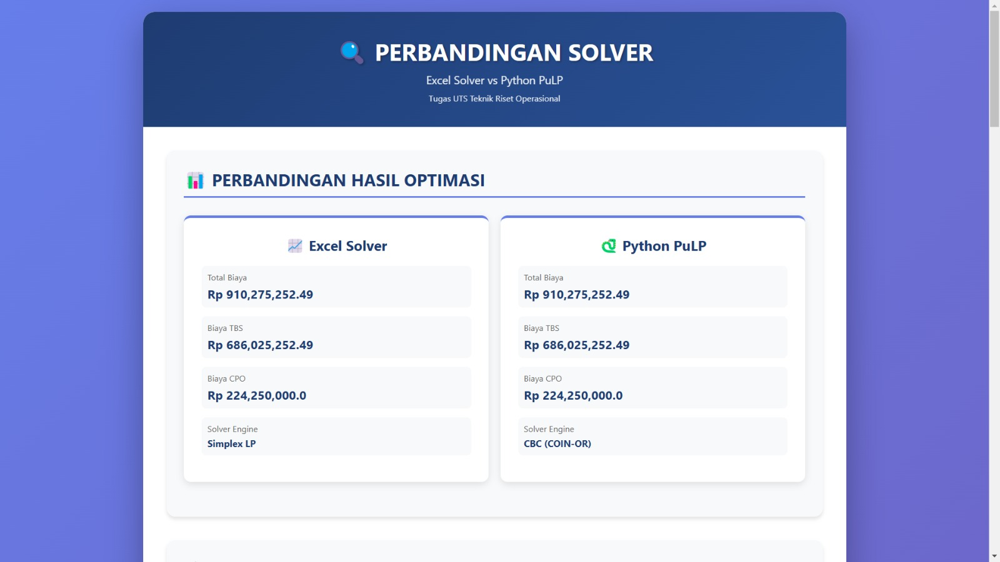 PERBANDINGAN SOLVER
Excel Solver vs Python PuLP
Tugas UTS Teknik Riset Operasional
PERBANDINGAN HASIL OPTIMASI
Excel Solver
Total Biaya
Rp 910,275,252.49
Biaya TBS
Rp 686,025,252.49
Biaya CPO
Rp 224,250,000.0
Solver Engine
Simplex LP
Python PuLP
Total Biaya
Rp 910,275,252.49
Biaya TBS
Rp 686,025,252.49
Biaya CPO
Rp 224,250,000.0
Solver Engine
CBC (COIN-OR)